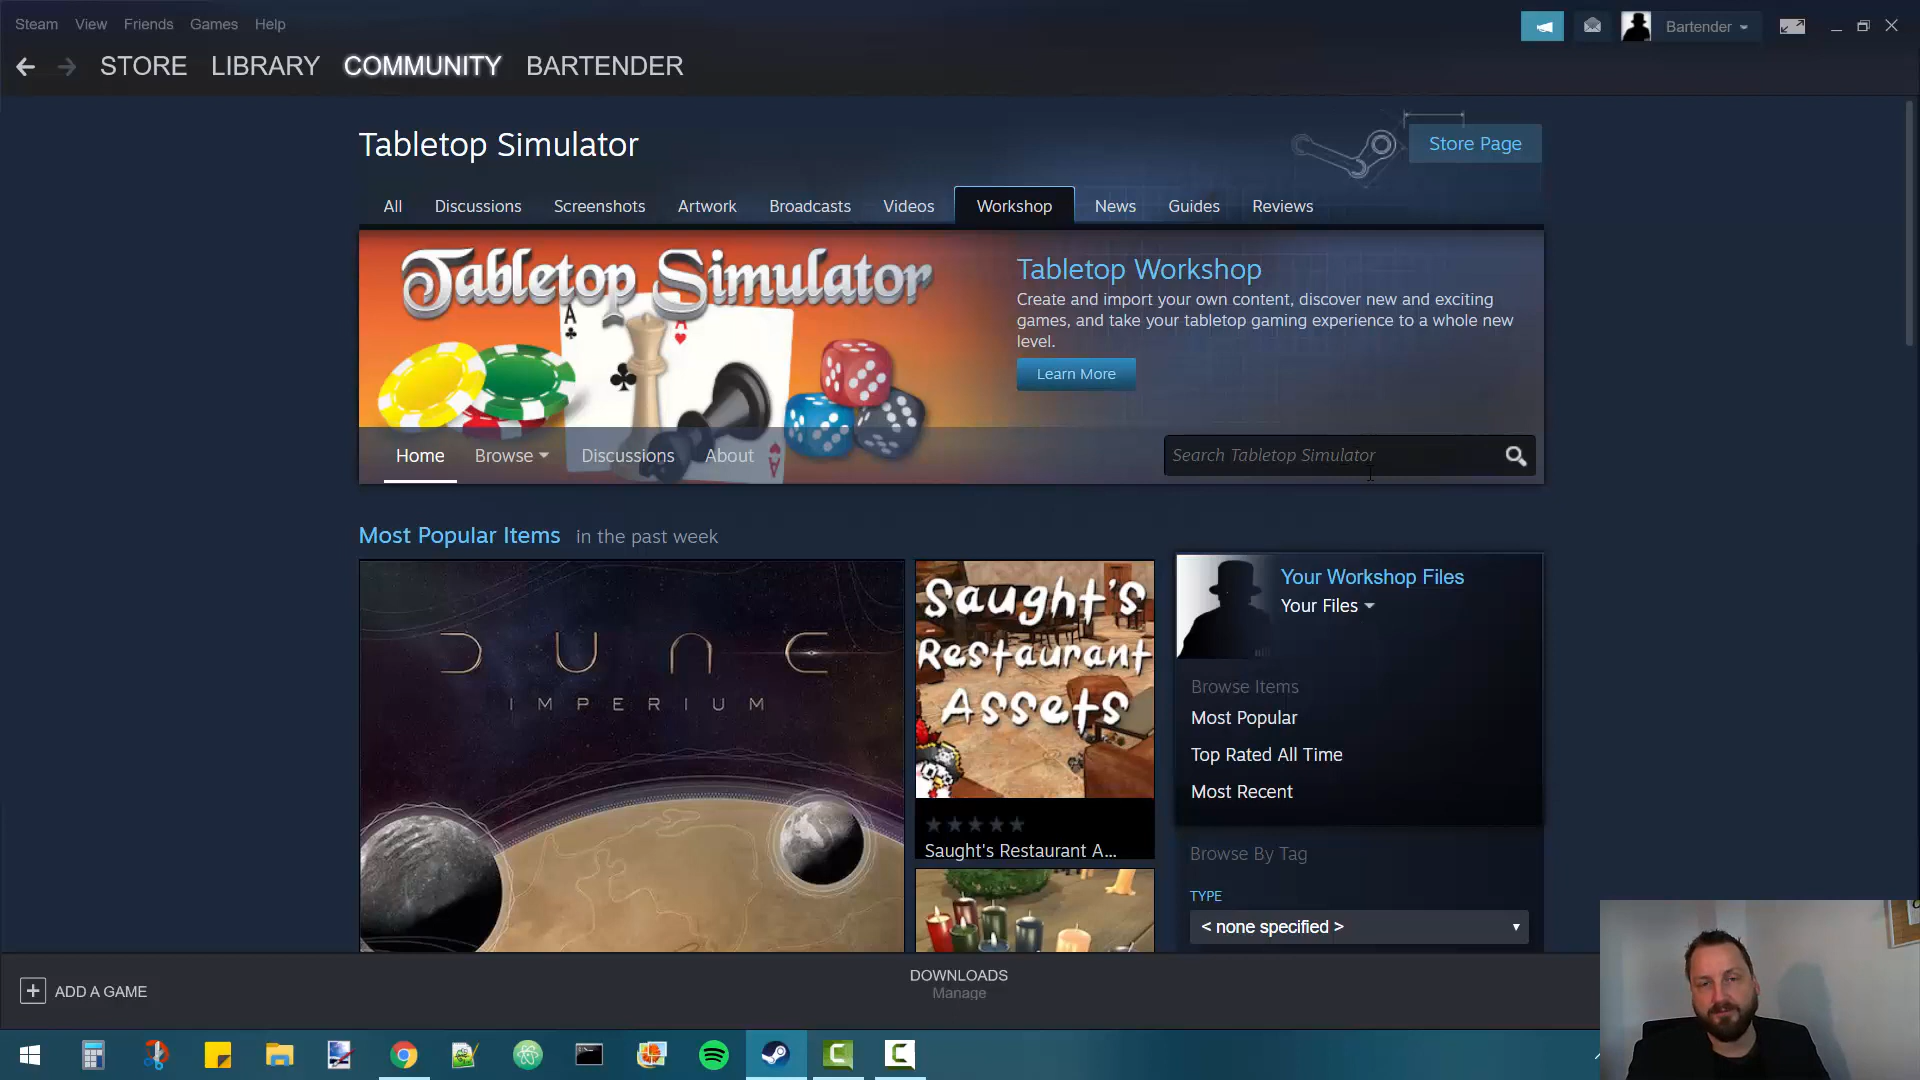 Steam View Friends Games Help
Bartender
STORE LIBRARY COMMUNITY BARTENDER
Tabletop Simulator
Store Page
All Discussions Screenshots Artwork Broadcasts Videos Workshop News Guides Reviews
Tabletop Simulator
Tabletop Workshop
Create and import your own content, discover new and exciting
games, and take your tabletop gaming experience to a whole new
level.
Learn More
A
A
A
Home Browse Discussions About
Search Tabletop Simulator
Most Popular Items in the past week
DUNE
IMPERIUM
Saught's
Restaurant
Assets
Saught's Restaurant A...
Your Workshop Files
Your Files
Browse Items
Most Popular
Top Rated All Time
Most Recent
Browse By Tag
TYPE
< none specified >
+ ADD A GAME
DOWNLOADS
Manage